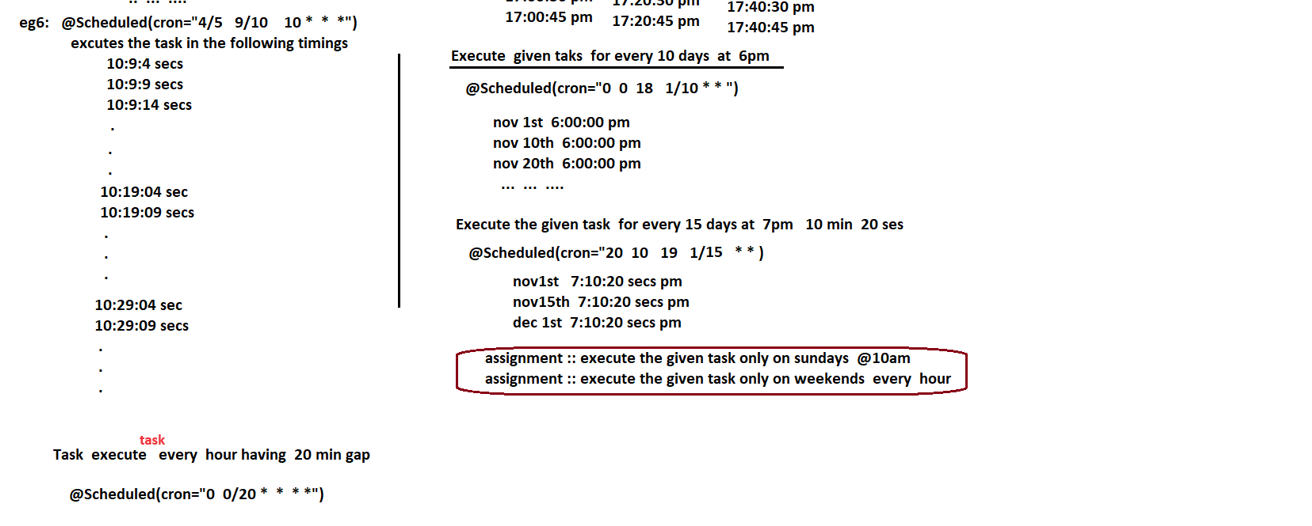 eg6: @Scheduled(cron="4/5 9/10 10 * * *")
excutes the task in the following timings
10:9:4 secs
10:9:9 secs
10:9:14 secs
.
.
.
10:19:04 sec
10:19:09 secs
.
.
.
10:29:04 sec
10:29:09 secs
.
.
.
task
Task execute every hour having 20 min gap
@Scheduled(cron="0 0/20 * * * *")
17:00:45 pm
17:20:45 pm
17:40:30 pm
17:40:45 pm
Execute given taks for every 10 days at 6pm
@Scheduled(cron="0 0 18 1/10 * * ")
nov 1st 6:00:00 pm
nov 10th 6:00:00 pm
nov 20th 6:00:00 pm
... ... ....
Execute the given task for every 15 days at 7pm 10 min 20 ses
@Scheduled(cron="20 10 19 1/15 * * )
nov1st 7:10:20 secs pm
nov15th 7:10:20 secs pm
dec 1st 7:10:20 secs pm
assignment :: execute the given task only on sundays @10am
assignment :: execute the given task only on weekends every hour